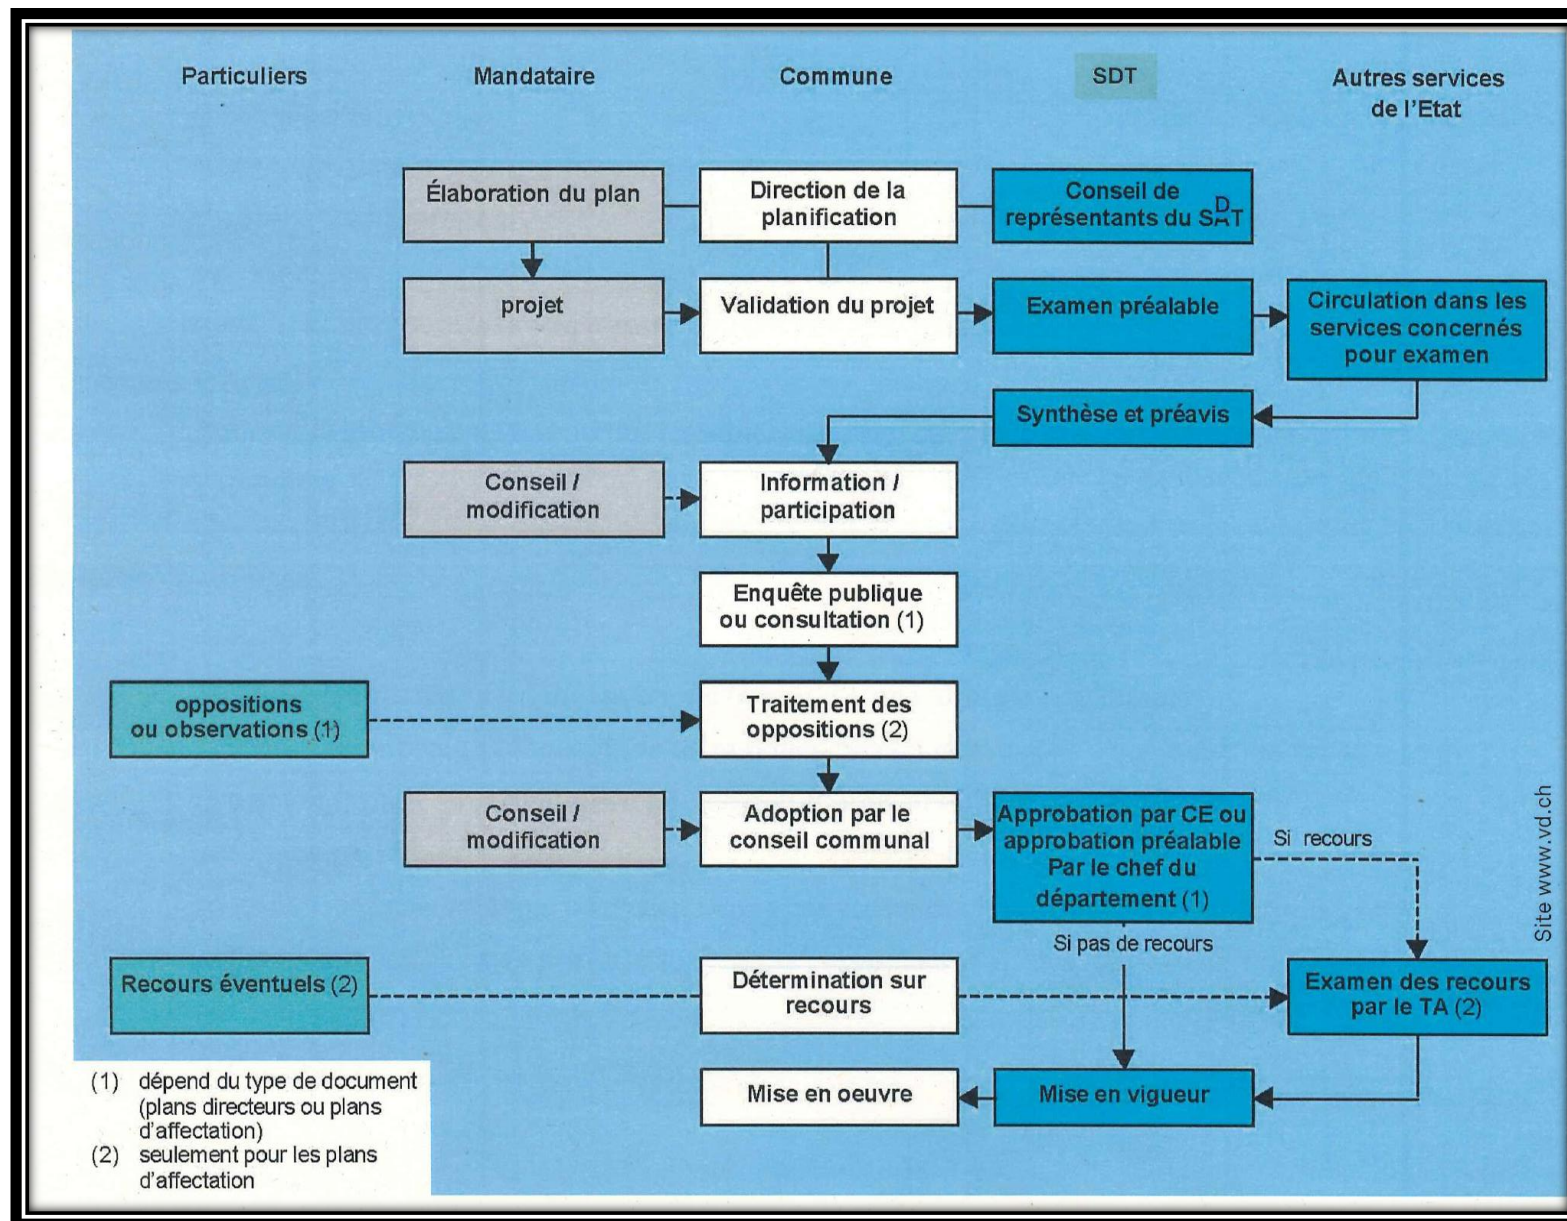 Particuliers
Mandataire
Commune
SDT
Autres services
de l'Etat
Élaboration du plan
Direction de la
planification
Conseil de
représentants du SDT
projet
Validation du projet
Examen préalable
Circulation dans les
services concernés
pour examen
Synthèse et préavis
Conseil /
modification
Information /
participation
Enquête publique
ou consultation (1)
oppositions
ou observations (1)
Traitement des
oppositions (2)
Conseil /
modification
Adoption par le
conseil communal
Approbation par CE ou
approbation préalable
Par le chef du
département (1)
Si recours
Si pas de recours
Recours éventuels (2)
Détermination sur
recours
Examen des recours
par le TA (2)
Mise en oeuvre
Mise en vigueur
(1) dépend du type de document
(plans directeurs ou plans
d'affectation)
(2) seulement pour les plans
d'affectation
Site www.vd.ch